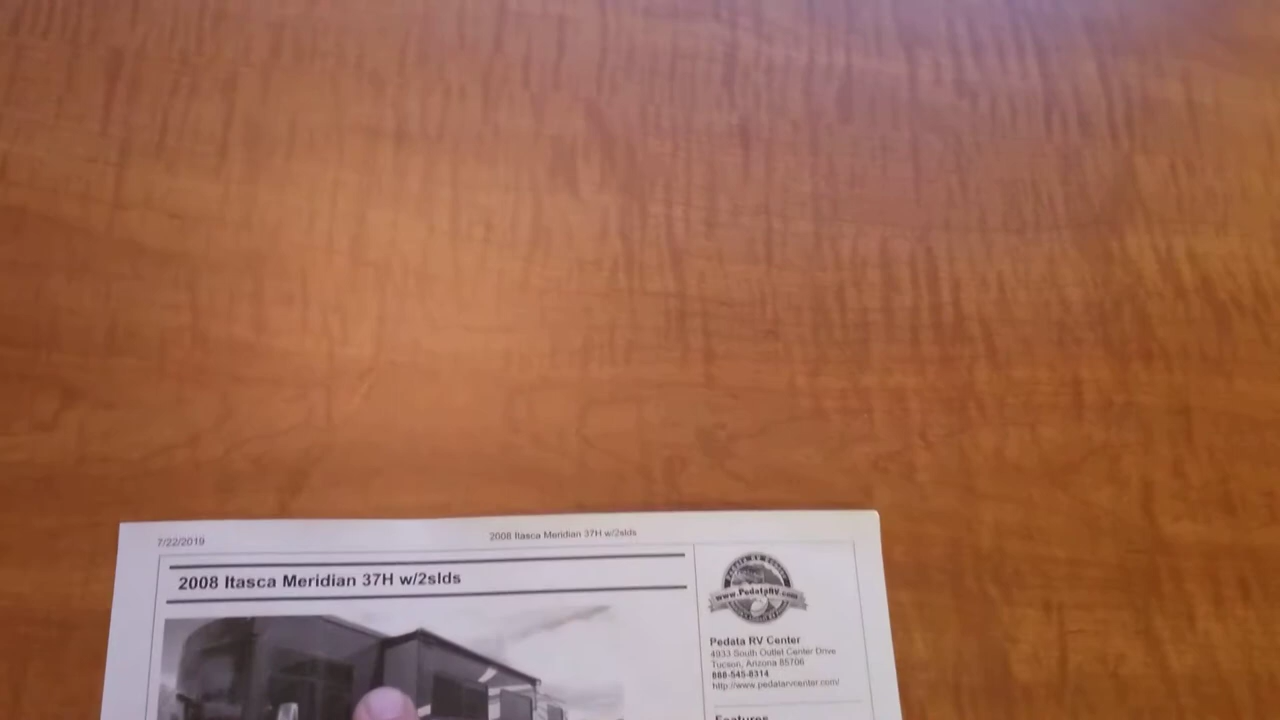 7/22/2019
2008 Itasca Meridian 37H w/2slds
2008 Itasca Meridian 37H w/2slds
www.PedataRV.com
Pedata RV Center
4933 South Outlet Center Drive
Tucson, Arizona 85706
888-545-8314
http://www.pedatarvcenter.com/
Features